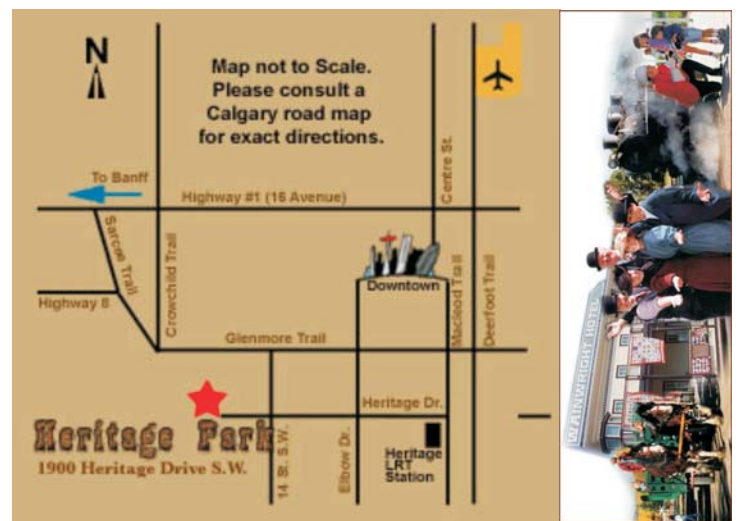 N
Map not to Scale.
Please consult a
Calgary road map
for exact directions.
To Banff
Highway #1 (16 Avenue)
Centre St.
Sarcee Trail
Crowchild Trail
Highway 8
Downtown
Macleod Trail
Deerfoot Trail
Glenmore Trail
Heritage Dr.
Heritage Park
1900 Heritage Drive S.W.
14 St. S.W.
Elbow Dr.
Heritage
LRT
Station
WAINWRIGHT HOTEL